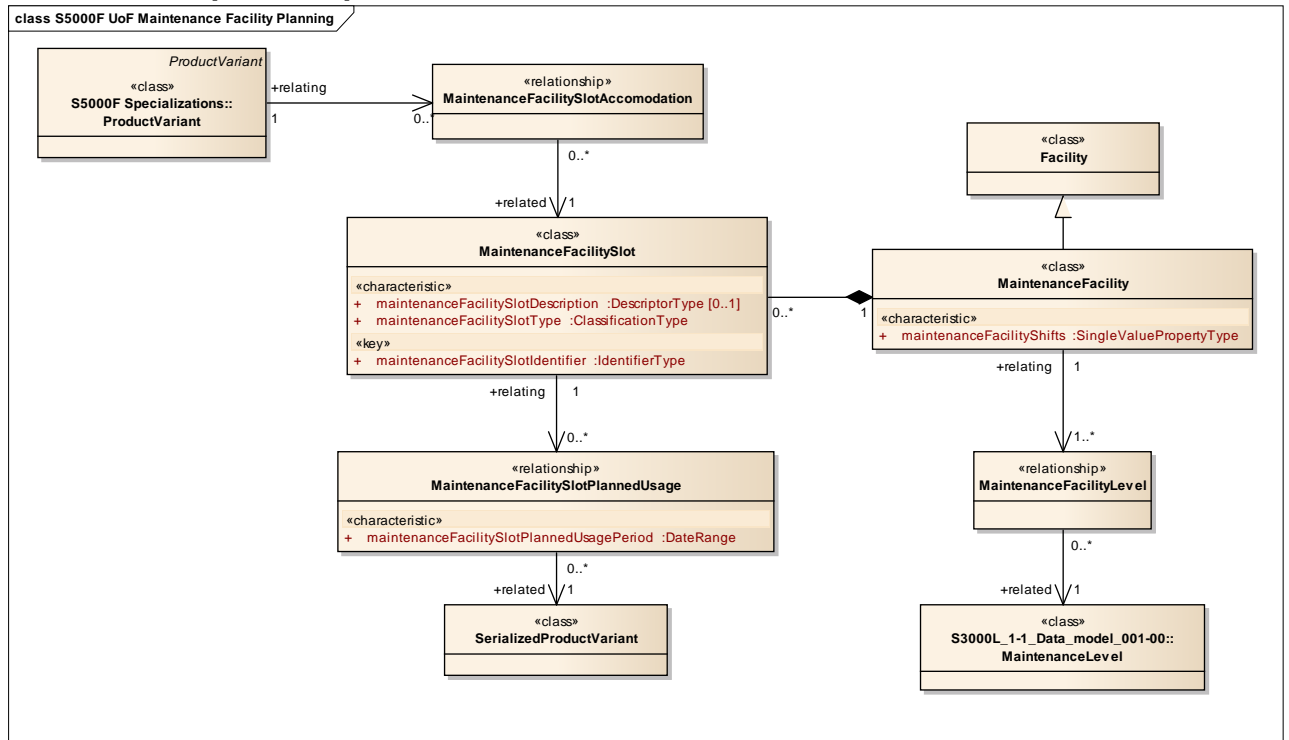 class S5000F UoF Maintenance Facility Planning
ProductVariant
«class»
S5000F Specializations::
ProductVariant
+relating
1
0..*
«relationship»
MaintenanceFacilitySlotAccomodation
0..*
+related
1
«class»
Facility
«class»
MaintenanceFacilitySlot
«characteristic»
+ maintenanceFacilitySlotDescription :DescriptorType [0..1]
+ maintenanceFacilitySlotType :ClassificationType
«key»
+ maintenanceFacilitySlotIdentifier :IdentifierType
0..*
1
«class»
MaintenanceFacility
«characteristic»
+ maintenanceFacilityShifts :SingleValuePropertyType
+relating
1
0..*
+relating
1
1..*
«relationship»
MaintenanceFacilitySlotPlannedUsage
«characteristic»
+ maintenanceFacilitySlotPlannedUsagePeriod :DateRange
«relationship»
MaintenanceFacilityLevel
0..*
+related
1
0..*
+related
1
«class»
SerializedProductVariant
«class»
S3000L_1-1_Data_model_001-00::
MaintenanceLevel